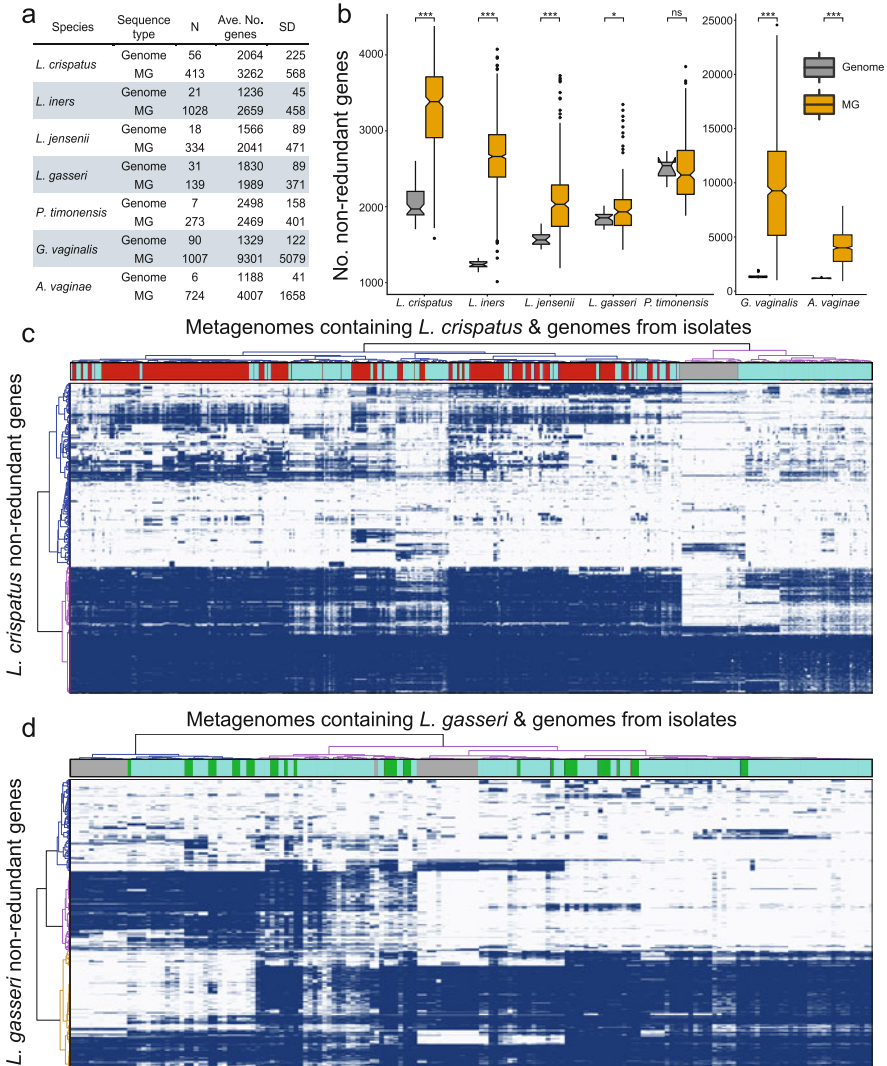 a
Species Sequence type N Ave. No. genes SD
L. crispatus Genome 56 2064 225
MG 413 3262 568
L. iners Genome 21 1236 45
MG 1028 2659 458
L. jensenii Genome 18 1566 89
MG 334 2041 471
L. gasseri Genome 31 1830 89
MG 139 1989 371
P. timonensis Genome 7 2498 158
MG 273 2469 401
G. vaginalis Genome 90 1329 122
MG 1007 9301 5079
A. vaginae Genome 6 1188 41
MG 724 4007 1658
b
No. non-redundant genes
*** *** *** * ns
4000
3000
2000
1000
L. crispatus L. iners L. jensenii L. gasseri P. timonensis
*** ***
25000
20000
15000
10000
5000
0
G. vaginalis A. vaginae
Genome
MG
c
Metagenomes containing L. crispatus & genomes from isolates
L. crispatus non-redundant genes
d
Metagenomes containing L. gasseri & genomes from isolates
L. gasseri non-redundant genes